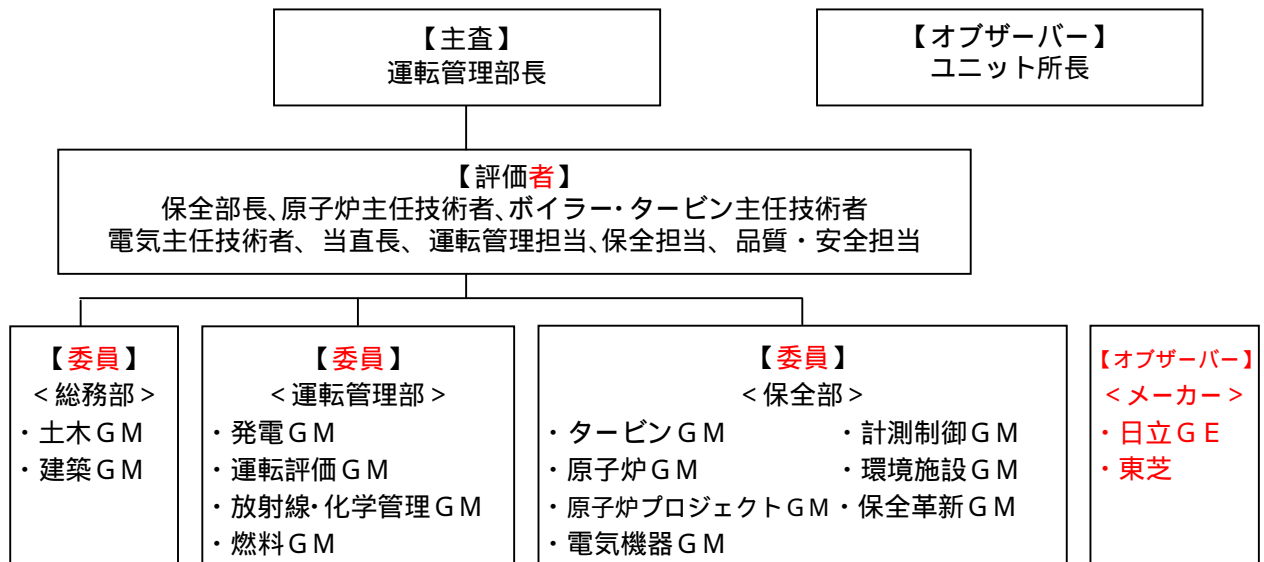 【主査】
運転管理部長
【オブザーバー】
ユニット所長
【評価者】
保全部長、原子炉主任技術者、ボイラー・タービン主任技術者
電気主任技術者、当直長、運転管理担当、保全担当、品質・安全担当
【委員】
＜総務部＞
・土木ＧＭ
・建築ＧＭ
【委員】
＜運転管理部＞
・発電ＧＭ
・運転評価ＧＭ
・放射線・化学管理ＧＭ
・燃料ＧＭ
【委員】
＜保全部＞
・タービンＧＭ ・計測制御ＧＭ
・原子炉ＧＭ ・環境施設ＧＭ
・原子炉プロジェクトＧＭ ・保全革新ＧＭ
・電気機器ＧＭ
【オブザーバー】
＜メーカー＞
・日立ＧＥ
・東芝